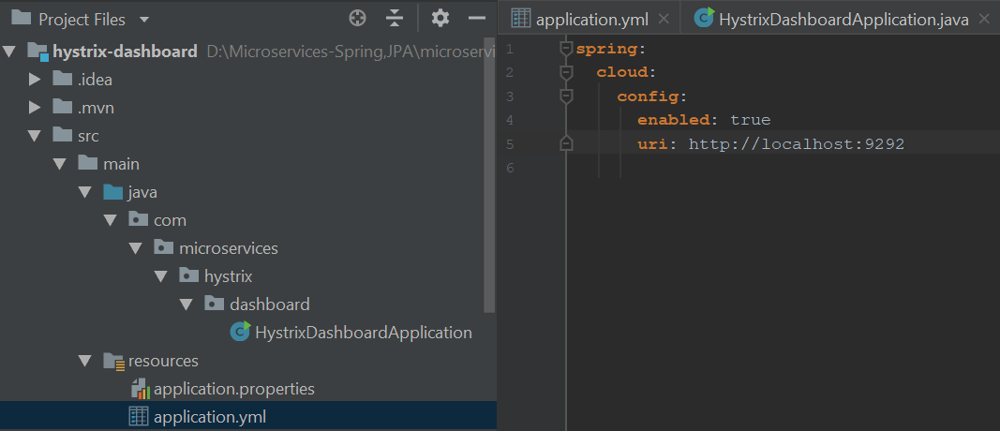 Project Files
hystrix-dashboard D:\Microservices-Spring,JPA\microservi
.idea
.mvn
src
main
java
com
microservices
hystrix
dashboard
HystrixDashboardApplication
resources
application.properties
application.yml
application.yml HystrixDashboardApplication.java
1 spring:
2 cloud:
3 config:
4 enabled: true
5 uri: http://localhost:9292
6